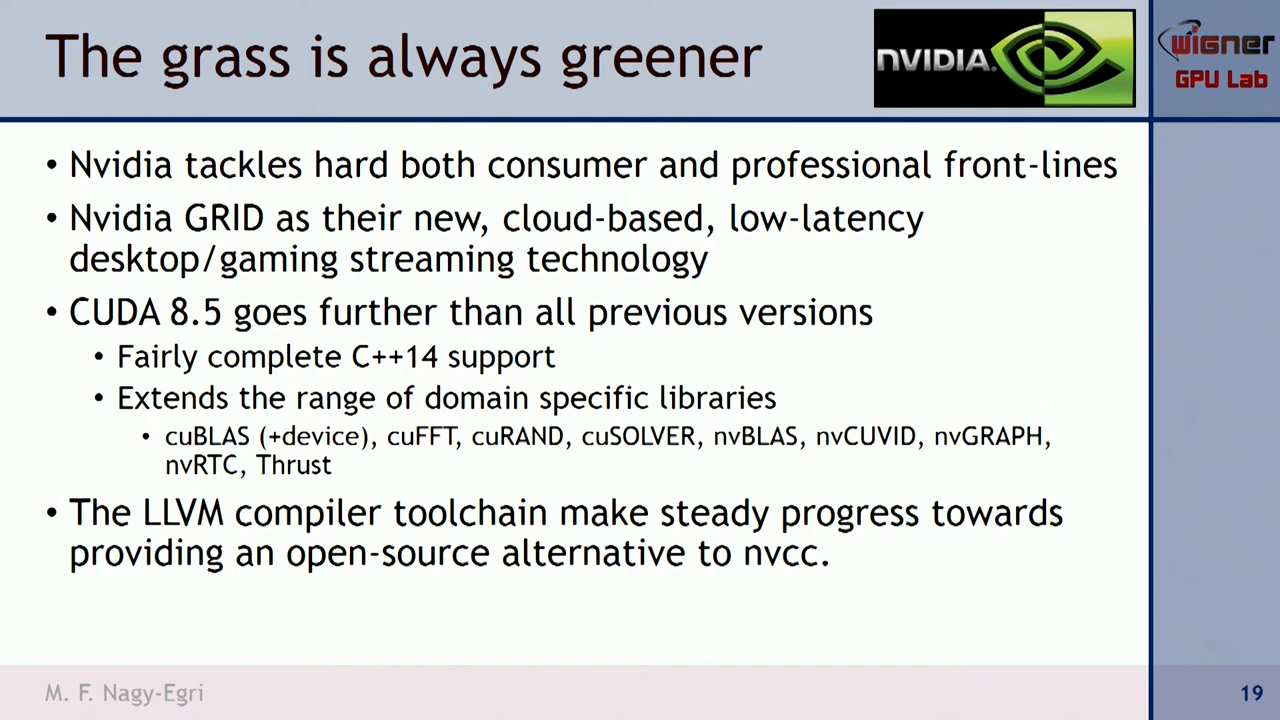 The grass is always greener
NVIDIA.
wigner
GPU Lab
• Nvidia tackles hard both consumer and professional front-lines
• Nvidia GRID as their new, cloud-based, low-latency
desktop/gaming streaming technology
• CUDA 8.5 goes further than all previous versions
• Fairly complete C++14 support
• Extends the range of domain specific libraries
• cuBLAS (+device), cuFFT, cuRAND, cuSOLVER, nvBLAS, nvCUVID, nvGRAPH,
nvRTC, Thrust
• The LLVM compiler toolchain make steady progress towards
providing an open-source alternative to nvcc.
M. F. Nagy-Egri
19